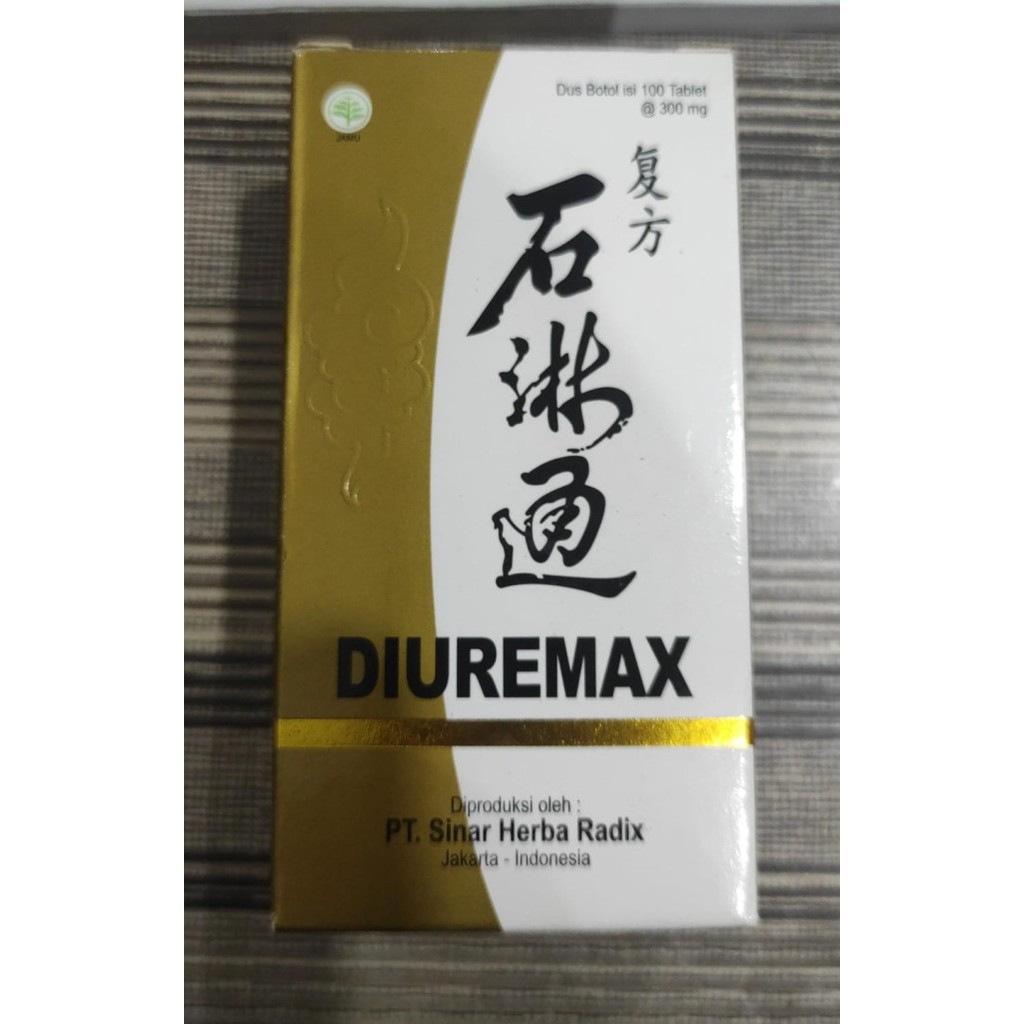 JAMU
Dus Botol isi 100 Tablet
@ 300 mg
复方
石淋通
DIUREMAX
Diproduksi oleh :
PT. Sinar Herba Radix
Jakarta - Indonesia